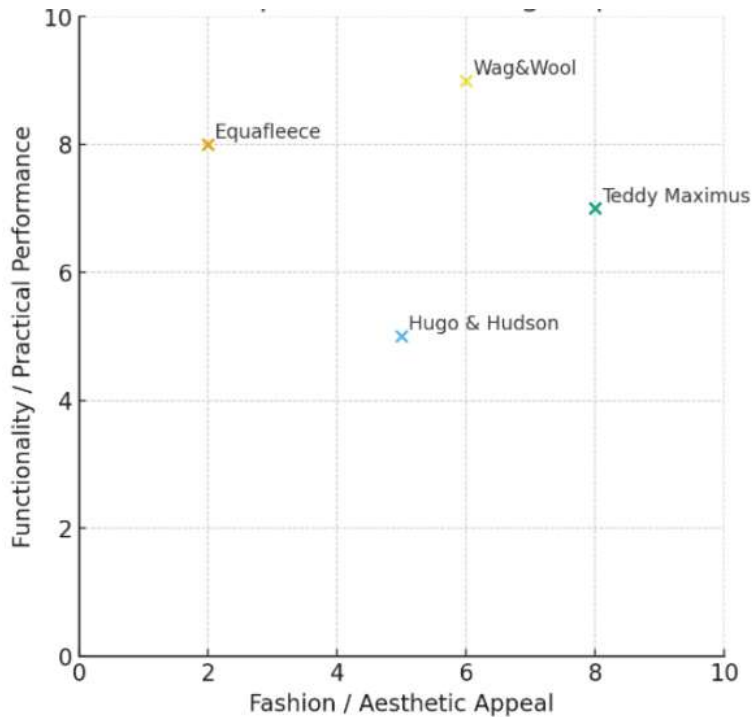 10
Wag&Wool
Equafleece
8
Teddy Maximus
6
Hugo & Hudson
4
2
0
0 2 4 6 8 10
Functionality / Practical Performance
Fashion / Aesthetic Appeal